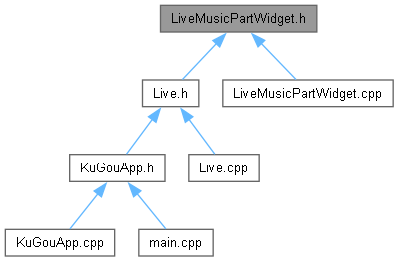 LiveMusicPartWidget.h
Live.h
LiveMusicPartWidget.cpp
KuGouApp.h
Live.cpp
KuGouApp.cpp
main.cpp